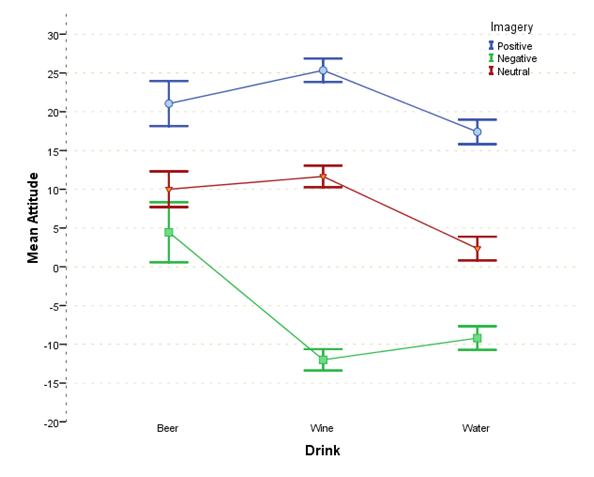 Imagery
Positive
Negative
Neutral
30
25
20
15
10
5
0
-5
-10
-15
-20
Mean Attitude
Beer
Wine
Water
Drink